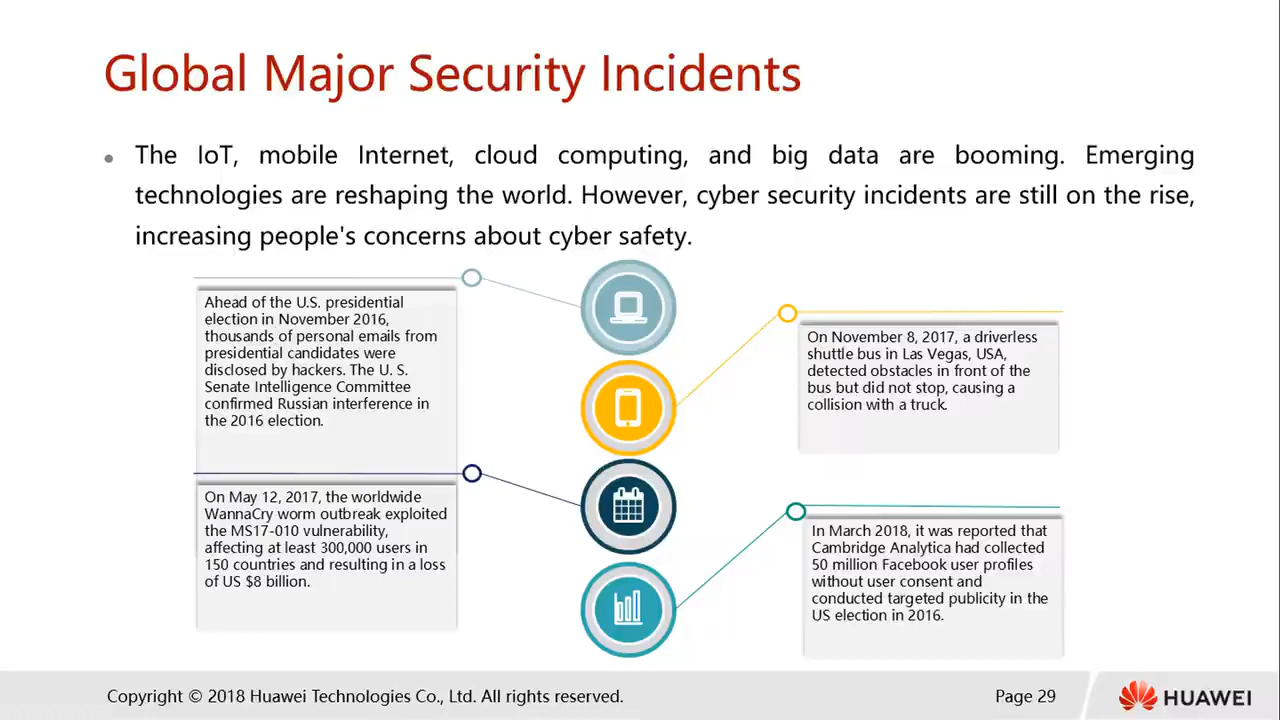 Global Major Security Incidents
• The IoT, mobile Internet, cloud computing, and big data are booming. Emerging
technologies are reshaping the world. However, cyber security incidents are still on the rise,
increasing people's concerns about cyber safety.
Ahead of the U.S. presidential
election in November 2016,
thousands of personal emails from
presidential candidates were
disclosed by hackers. The U. S.
Senate Intelligence Committee
confirmed Russian interference in
the 2016 election.
On November 8, 2017, a driverless
shuttle bus in Las Vegas, USA,
detected obstacles in front of the
bus but did not stop, causing a
collision with a truck.
On May 12, 2017, the worldwide
WannaCry worm outbreak exploited
the MS17-010 vulnerability,
affecting at least 300,000 users in
150 countries and resulting in a loss
of US $8 billion.
In March 2018, it was reported that
Cambridge Analytica had collected
50 million Facebook user profiles
without user consent and
conducted targeted publicity in the
US election in 2016.
Copyright © 2018 Huawei Technologies Co., Ltd. All rights reserved.
Page 29
HUAWEI